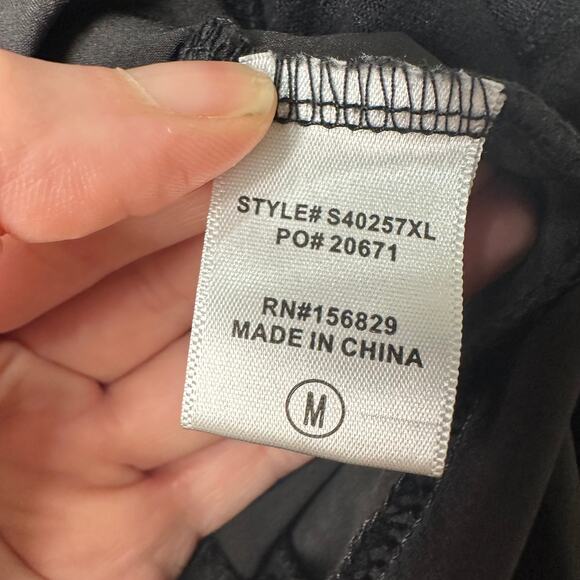 STYLE# S40257XL
PO# 20671
RN#156829
MADE IN CHINA
M